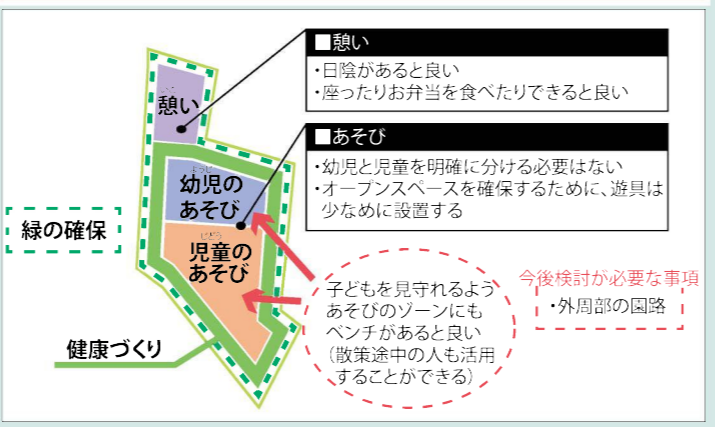 ■憩い
・日陰があると良い
・座ったりお弁当を食べたりできると良い
憩い
■あそび
・幼児と児童を明確に分ける必要はない
・オープンスペースを確保するために、遊具は
少なめに設置する
ようじ
幼児の
あそび
緑の確保
じどう
児童の
あそび
子どもを見守れるよう
あそびのゾーンにも
ベンチがあると良い
（散策途中の人も活用
することができる）
今後検討が必要な事項
・外周部の園路
健康づくり